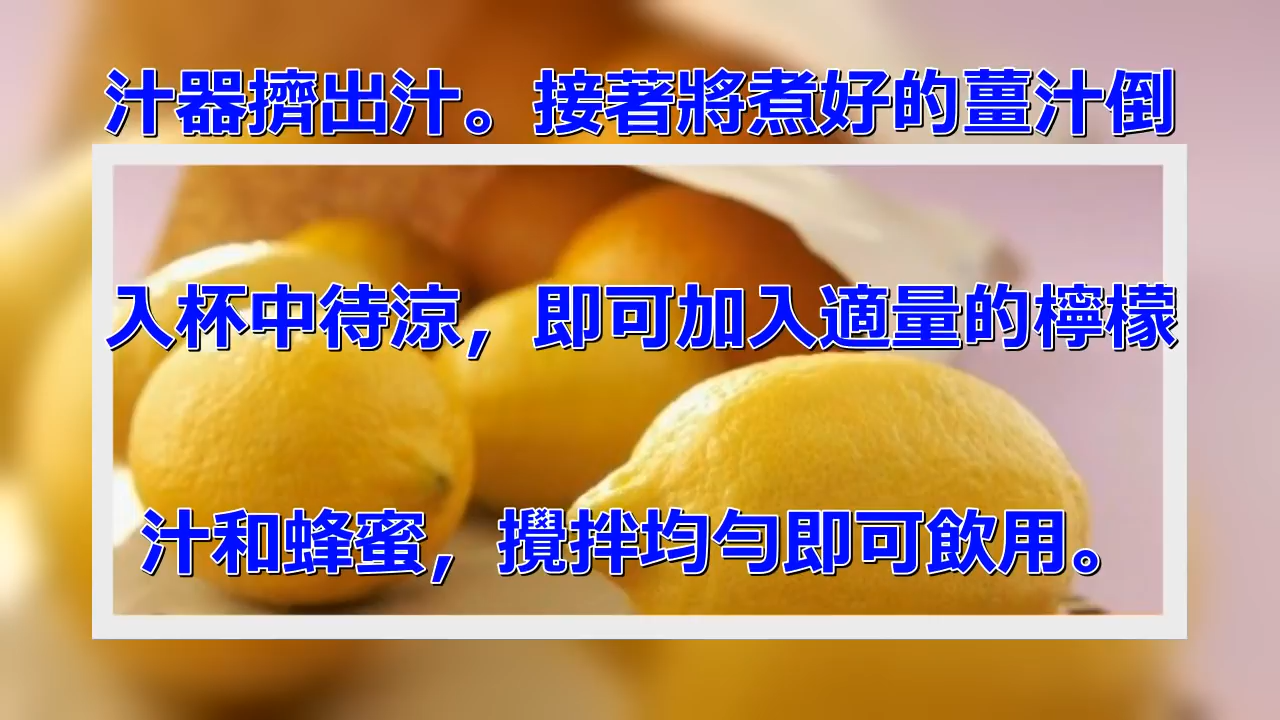 汁器擠出汁。接著將煮好的薑汁倒
入杯中待涼，即可加入適量的檸檬
汁和蜂蜜，攪拌均勻即可飲用。